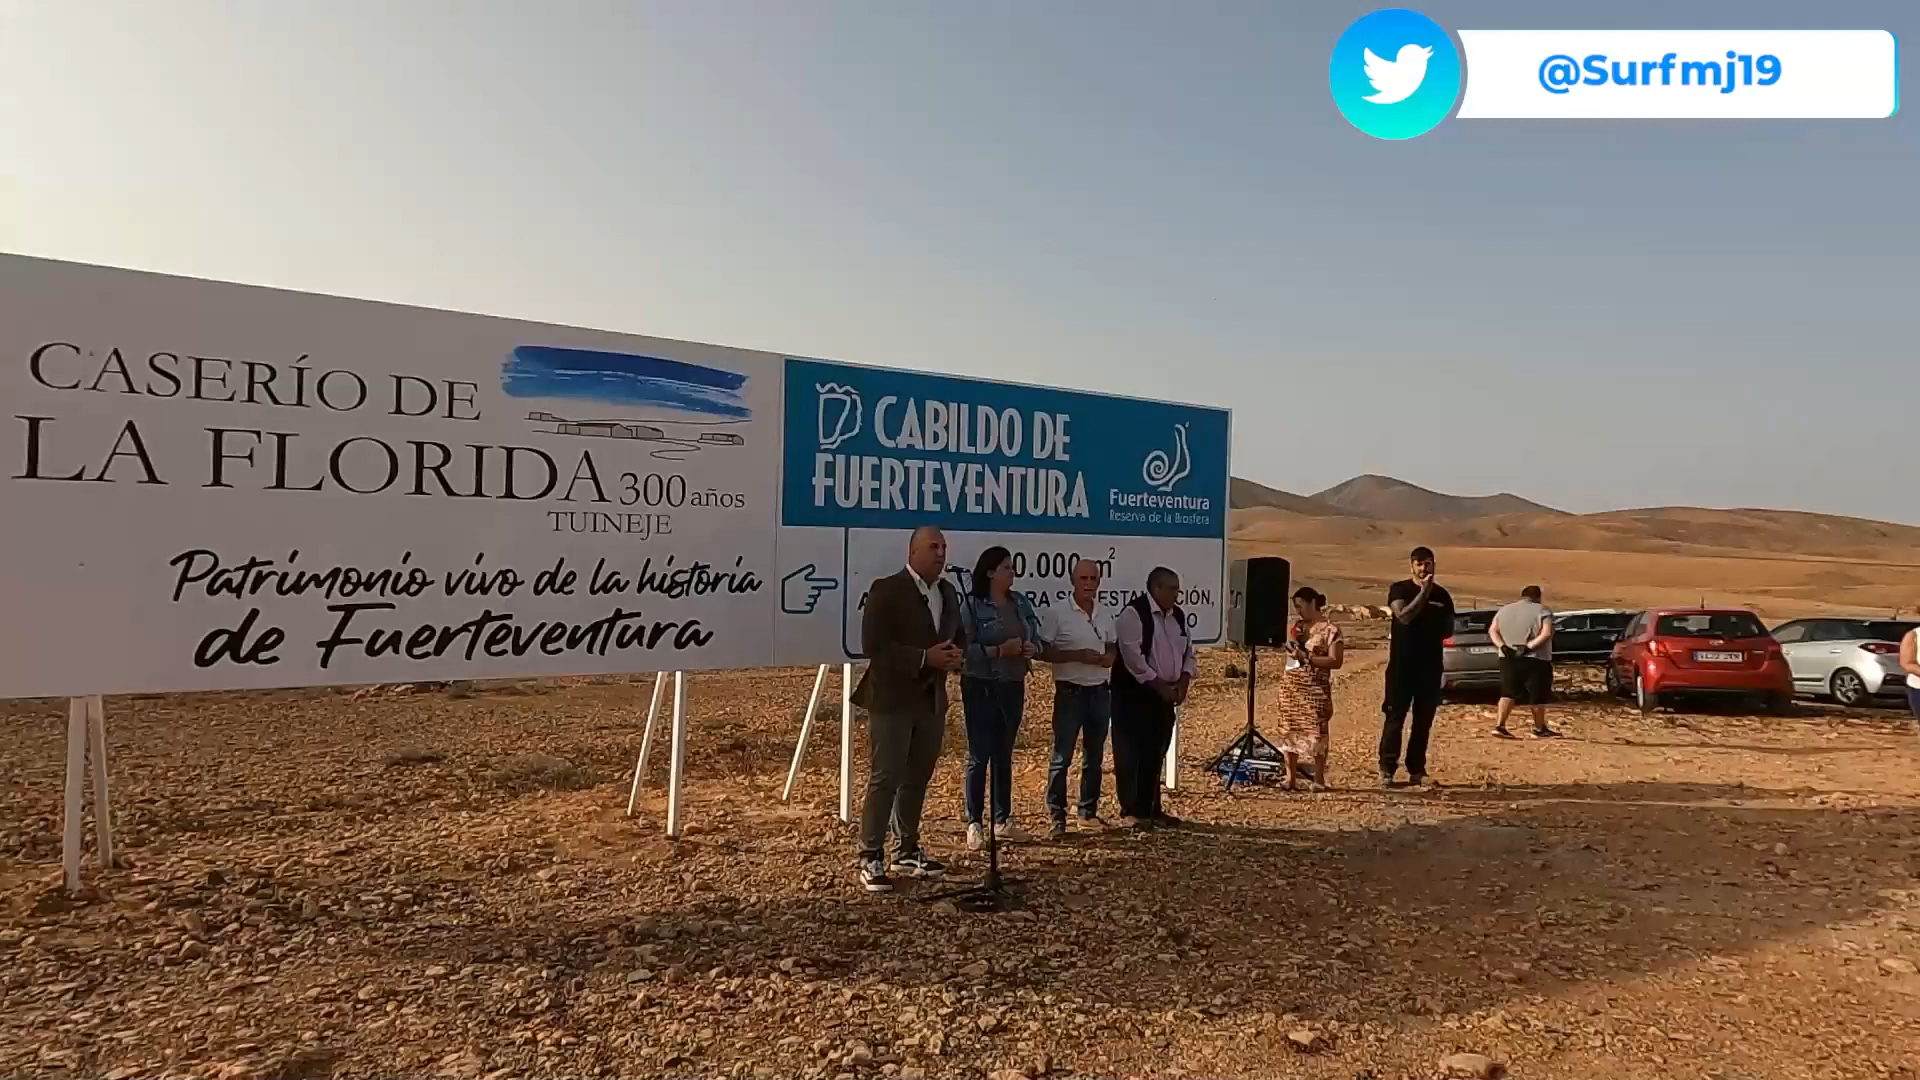 @Surfmj19
CASERÍO DE
LA FLORIDA 300 años
TUINEJE
Patrimonio vivo de la historia
de Fuerteventura
CABILDO DE
FUERTEVENTURA
Fuerteventura
Reserva de la Biosfera